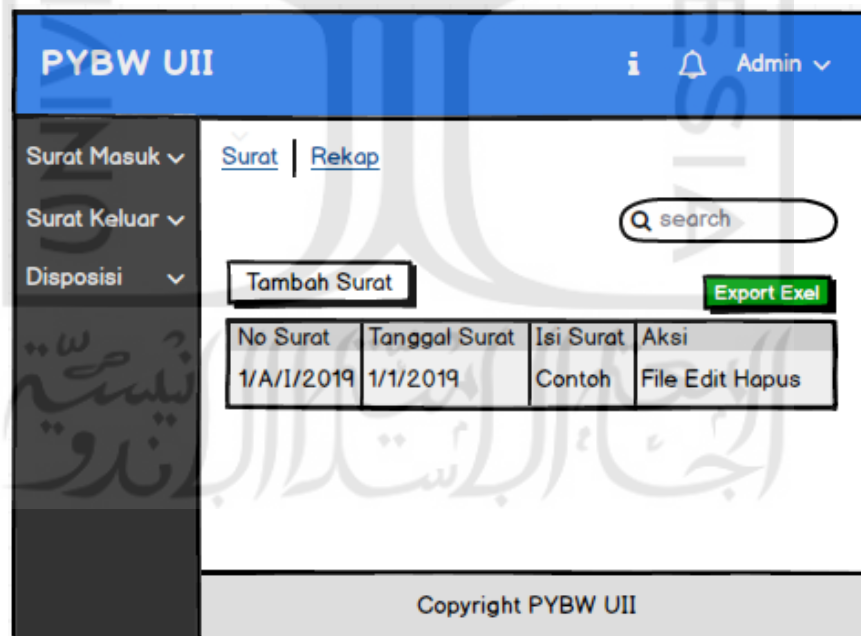 PYBW UII
i Admin
Surat Masuk
Surat Keluar
Disposisi
Surat | Rekap
search
Tambah Surat
Export Exel
No Surat Tanggal Surat Isi Surat Aksi
1/A/I/2019 1/1/2019 Contoh File Edit Hapus
Copyright PYBW UII